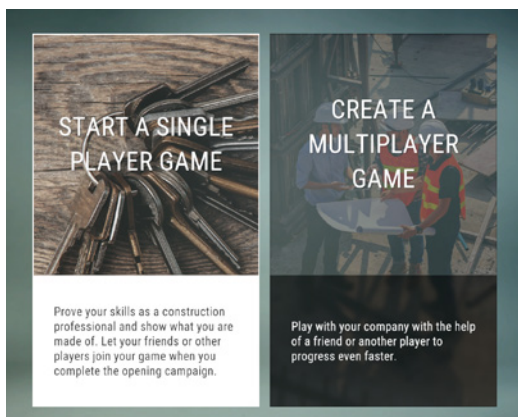 START A SINGLE
PLAYER GAME
Prove your skills as a construction
professional and show what you are
made of. Let your friends or other
players join your game when you
complete the opening campaign.
CREATE A
MULTIPLAYER
GAME
Play with your company with the help
of a friend or another player to
progress even faster.